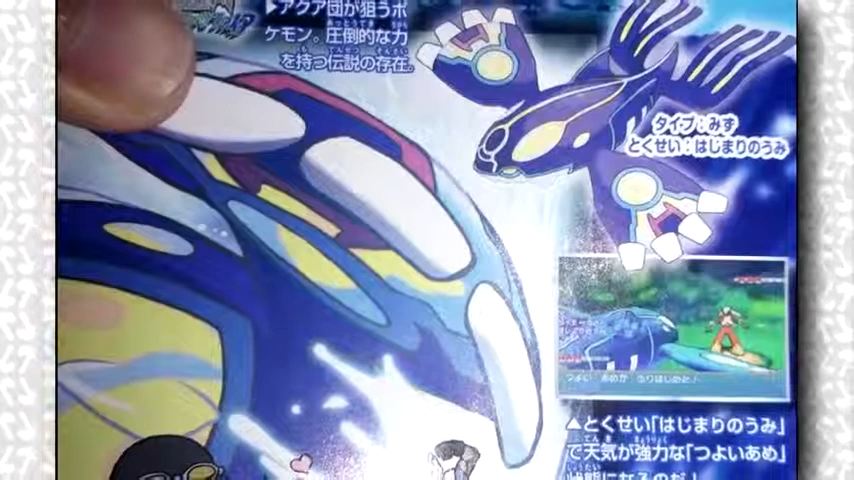 ▶アクア団が狙うポ
ケモン。圧倒的な力
を持つ伝説の存在。
タイプ：みず
とくせい：はじまりのうみ
▲とくせい「はじまりのうみ」
で天気が強力な「つよいあめ」